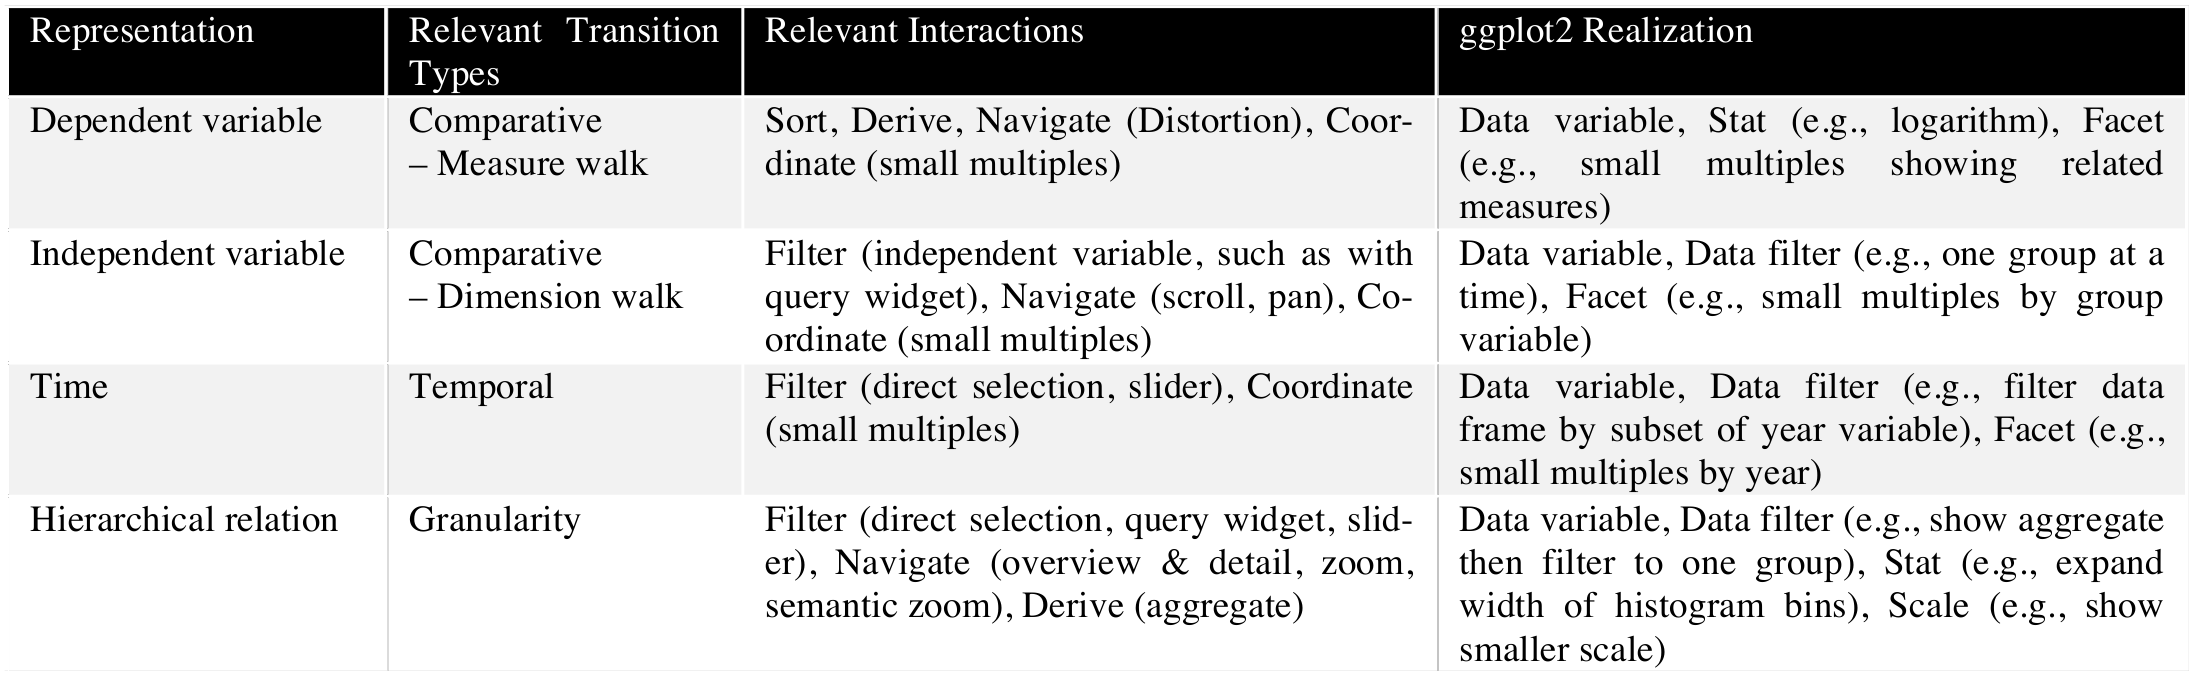 Representation
Relevant Transition
Types
Relevant Interactions
ggplot2 Realization
Dependent variable
Comparative
– Measure walk
Sort, Derive, Navigate (Distortion), Coor-
dinate (small multiples)
Data variable, Stat (e.g., logarithm), Facet
(e.g., small multiples showing related
measures)
Independent variable
Comparative
– Dimension walk
Filter (independent variable, such as with
query widget), Navigate (scroll, pan), Co-
ordinate (small multiples)
Data variable, Data filter (e.g., one group at a
time), Facet (e.g., small multiples by group
variable)
Time
Temporal
Filter (direct selection, slider), Coordinate
(small multiples)
Data variable, Data filter (e.g., filter data
frame by subset of year variable), Facet (e.g.,
small multiples by year)
Hierarchical relation
Granularity
Filter (direct selection, query widget, slid-
er), Navigate (overview & detail, zoom,
semantic zoom), Derive (aggregate)
Data variable, Data filter (e.g., show aggregate
then filter to one group), Stat (e.g., expand
width of histogram bins), Scale (e.g., show
smaller scale)